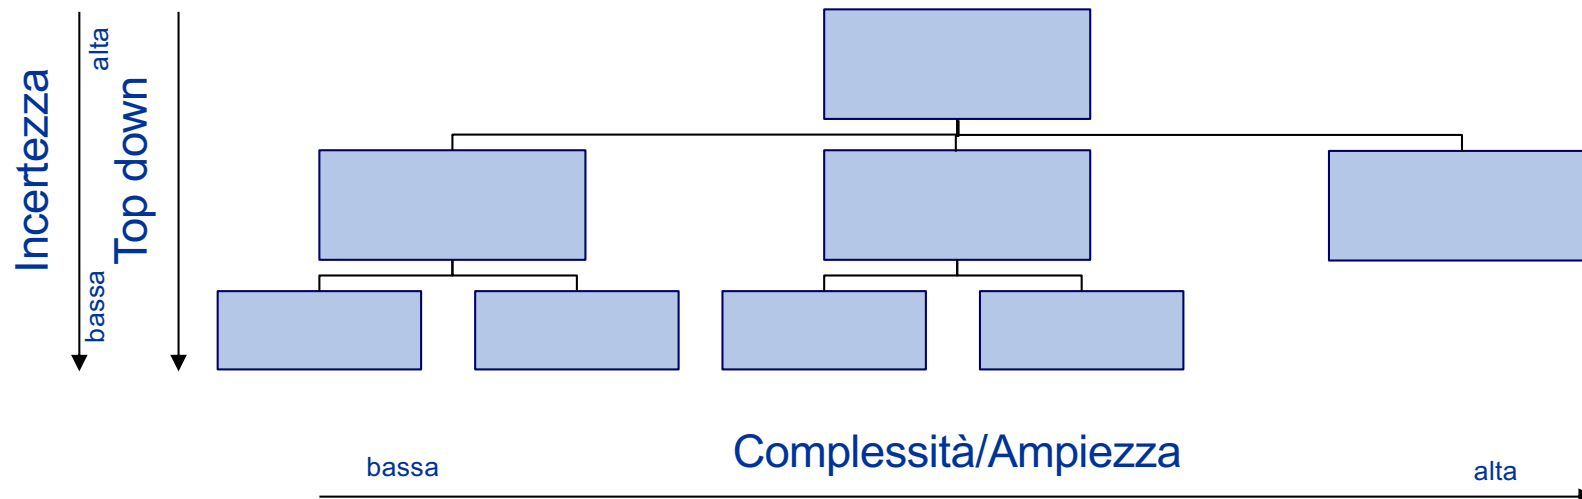 Incertezza
alta
bassa
Top down
Complessità/Ampiezza
bassa
alta